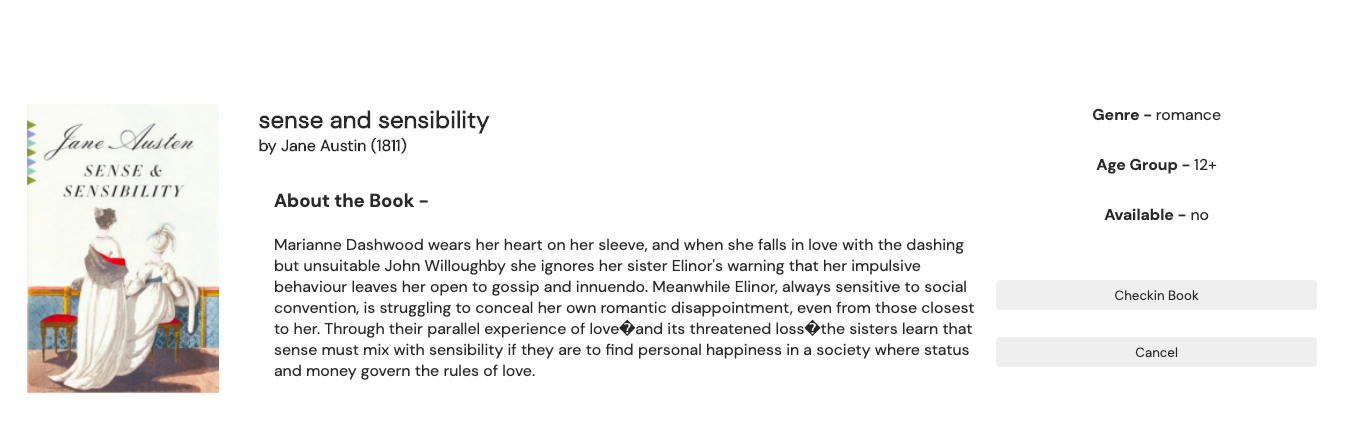 Jane Austen
SENSE &
SENSIBILITY
sense and sensibility
by Jane Austin (1811)
About the Book -
Marianne Dashwood wears her heart on her sleeve, and when she falls in love with the dashing
but unsuitable John Willoughby she ignores her sister Elinor's warning that her impulsive
behaviour leaves her open to gossip and innuendo. Meanwhile Elinor, always sensitive to social
convention, is struggling to conceal her own romantic disappointment, even from those closest
to her. Through their parallel experience of love�and its threatened loss�the sisters learn that
sense must mix with sensibility if they are to find personal happiness in a society where status
and money govern the rules of love.
Genre - romance
Age Group - 12+
Available - no
Checkin Book
Cancel